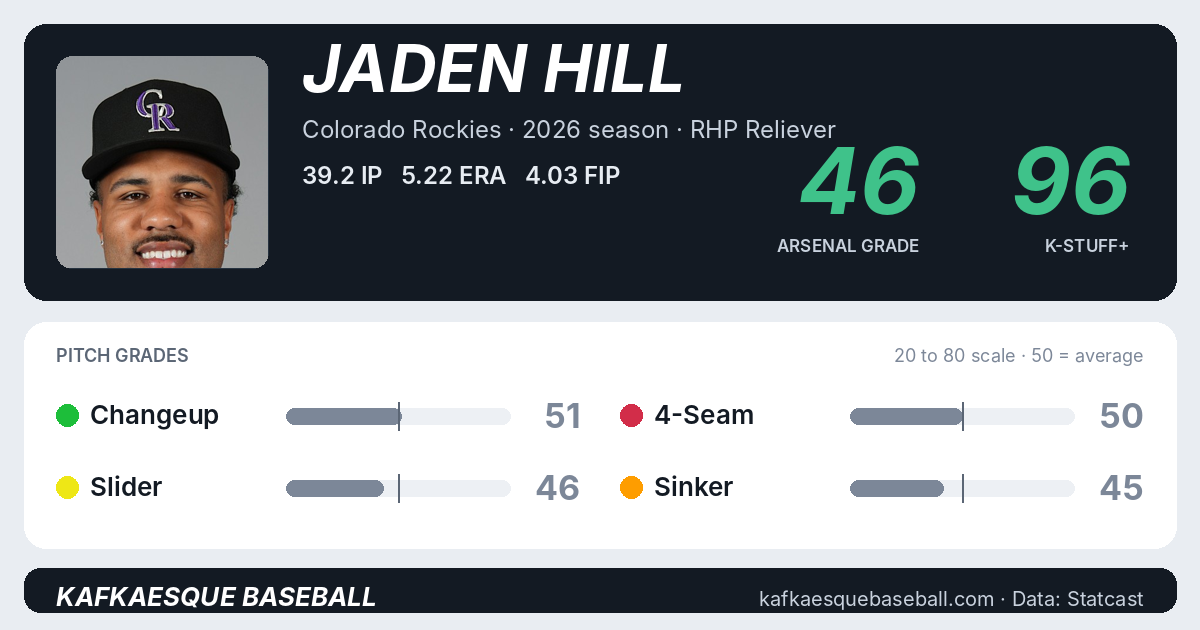 JADEN HILL
Colorado Rockies · 2026 season · RHP Reliever
39.2 IP 5.22 ERA 4.03 FIP
46 96
ARSENAL GRADE K-STUFF+
CR
PITCH GRADES 20 to 80 scale · 50 = average
Changeup 51 4-Seam 50
Slider 46 Sinker 45
KAFKAESQUE BASEBALL kafkaesquebaseball.com · Data: Statcast